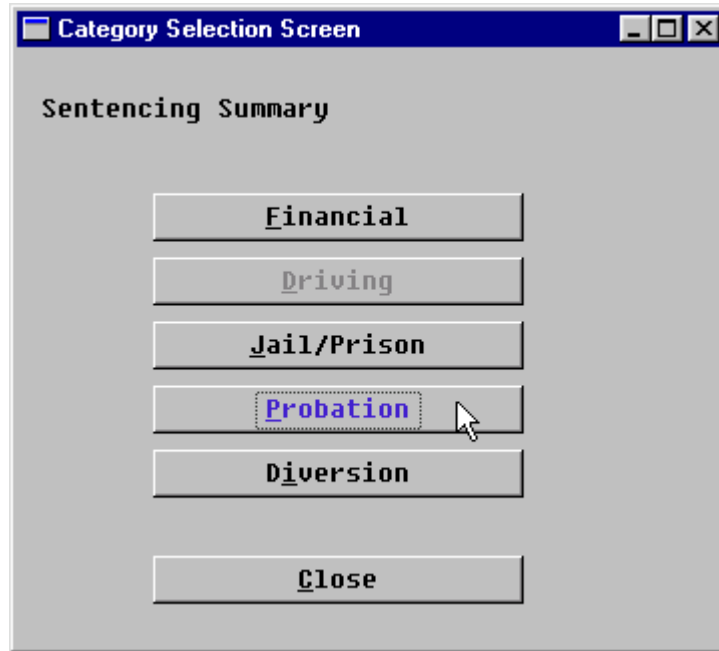 Category Selection Screen
Sentencing Summary
Financial
Driving
Jail/Prison
Probation
Diversion
Close